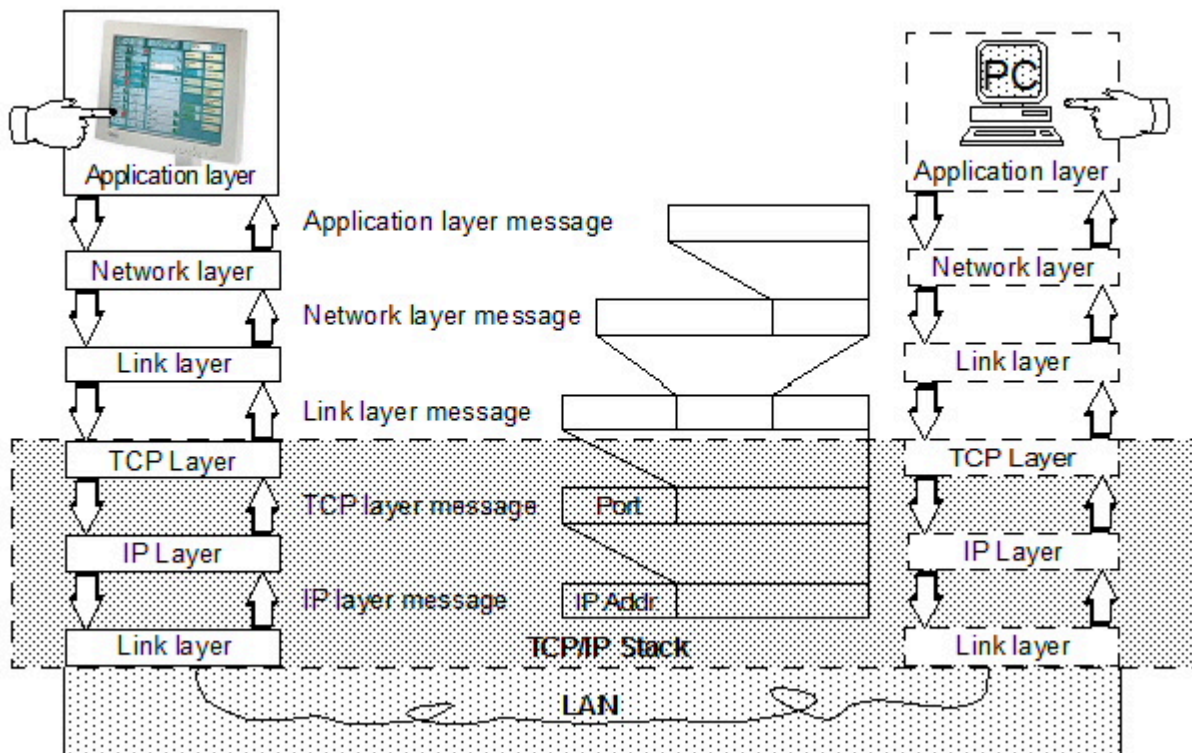 PC
Application layer
Application layer
Application layer message
Network layer
Network layer
Network layer message
Link layer
Link layer message
Link layer
TCP Layer
TCP Layer
TCP layer message
Port
IP Layer
IP Layer
IP layer message
IP Addr
Link layer
TCP/IP Stack
Link layer
LAN